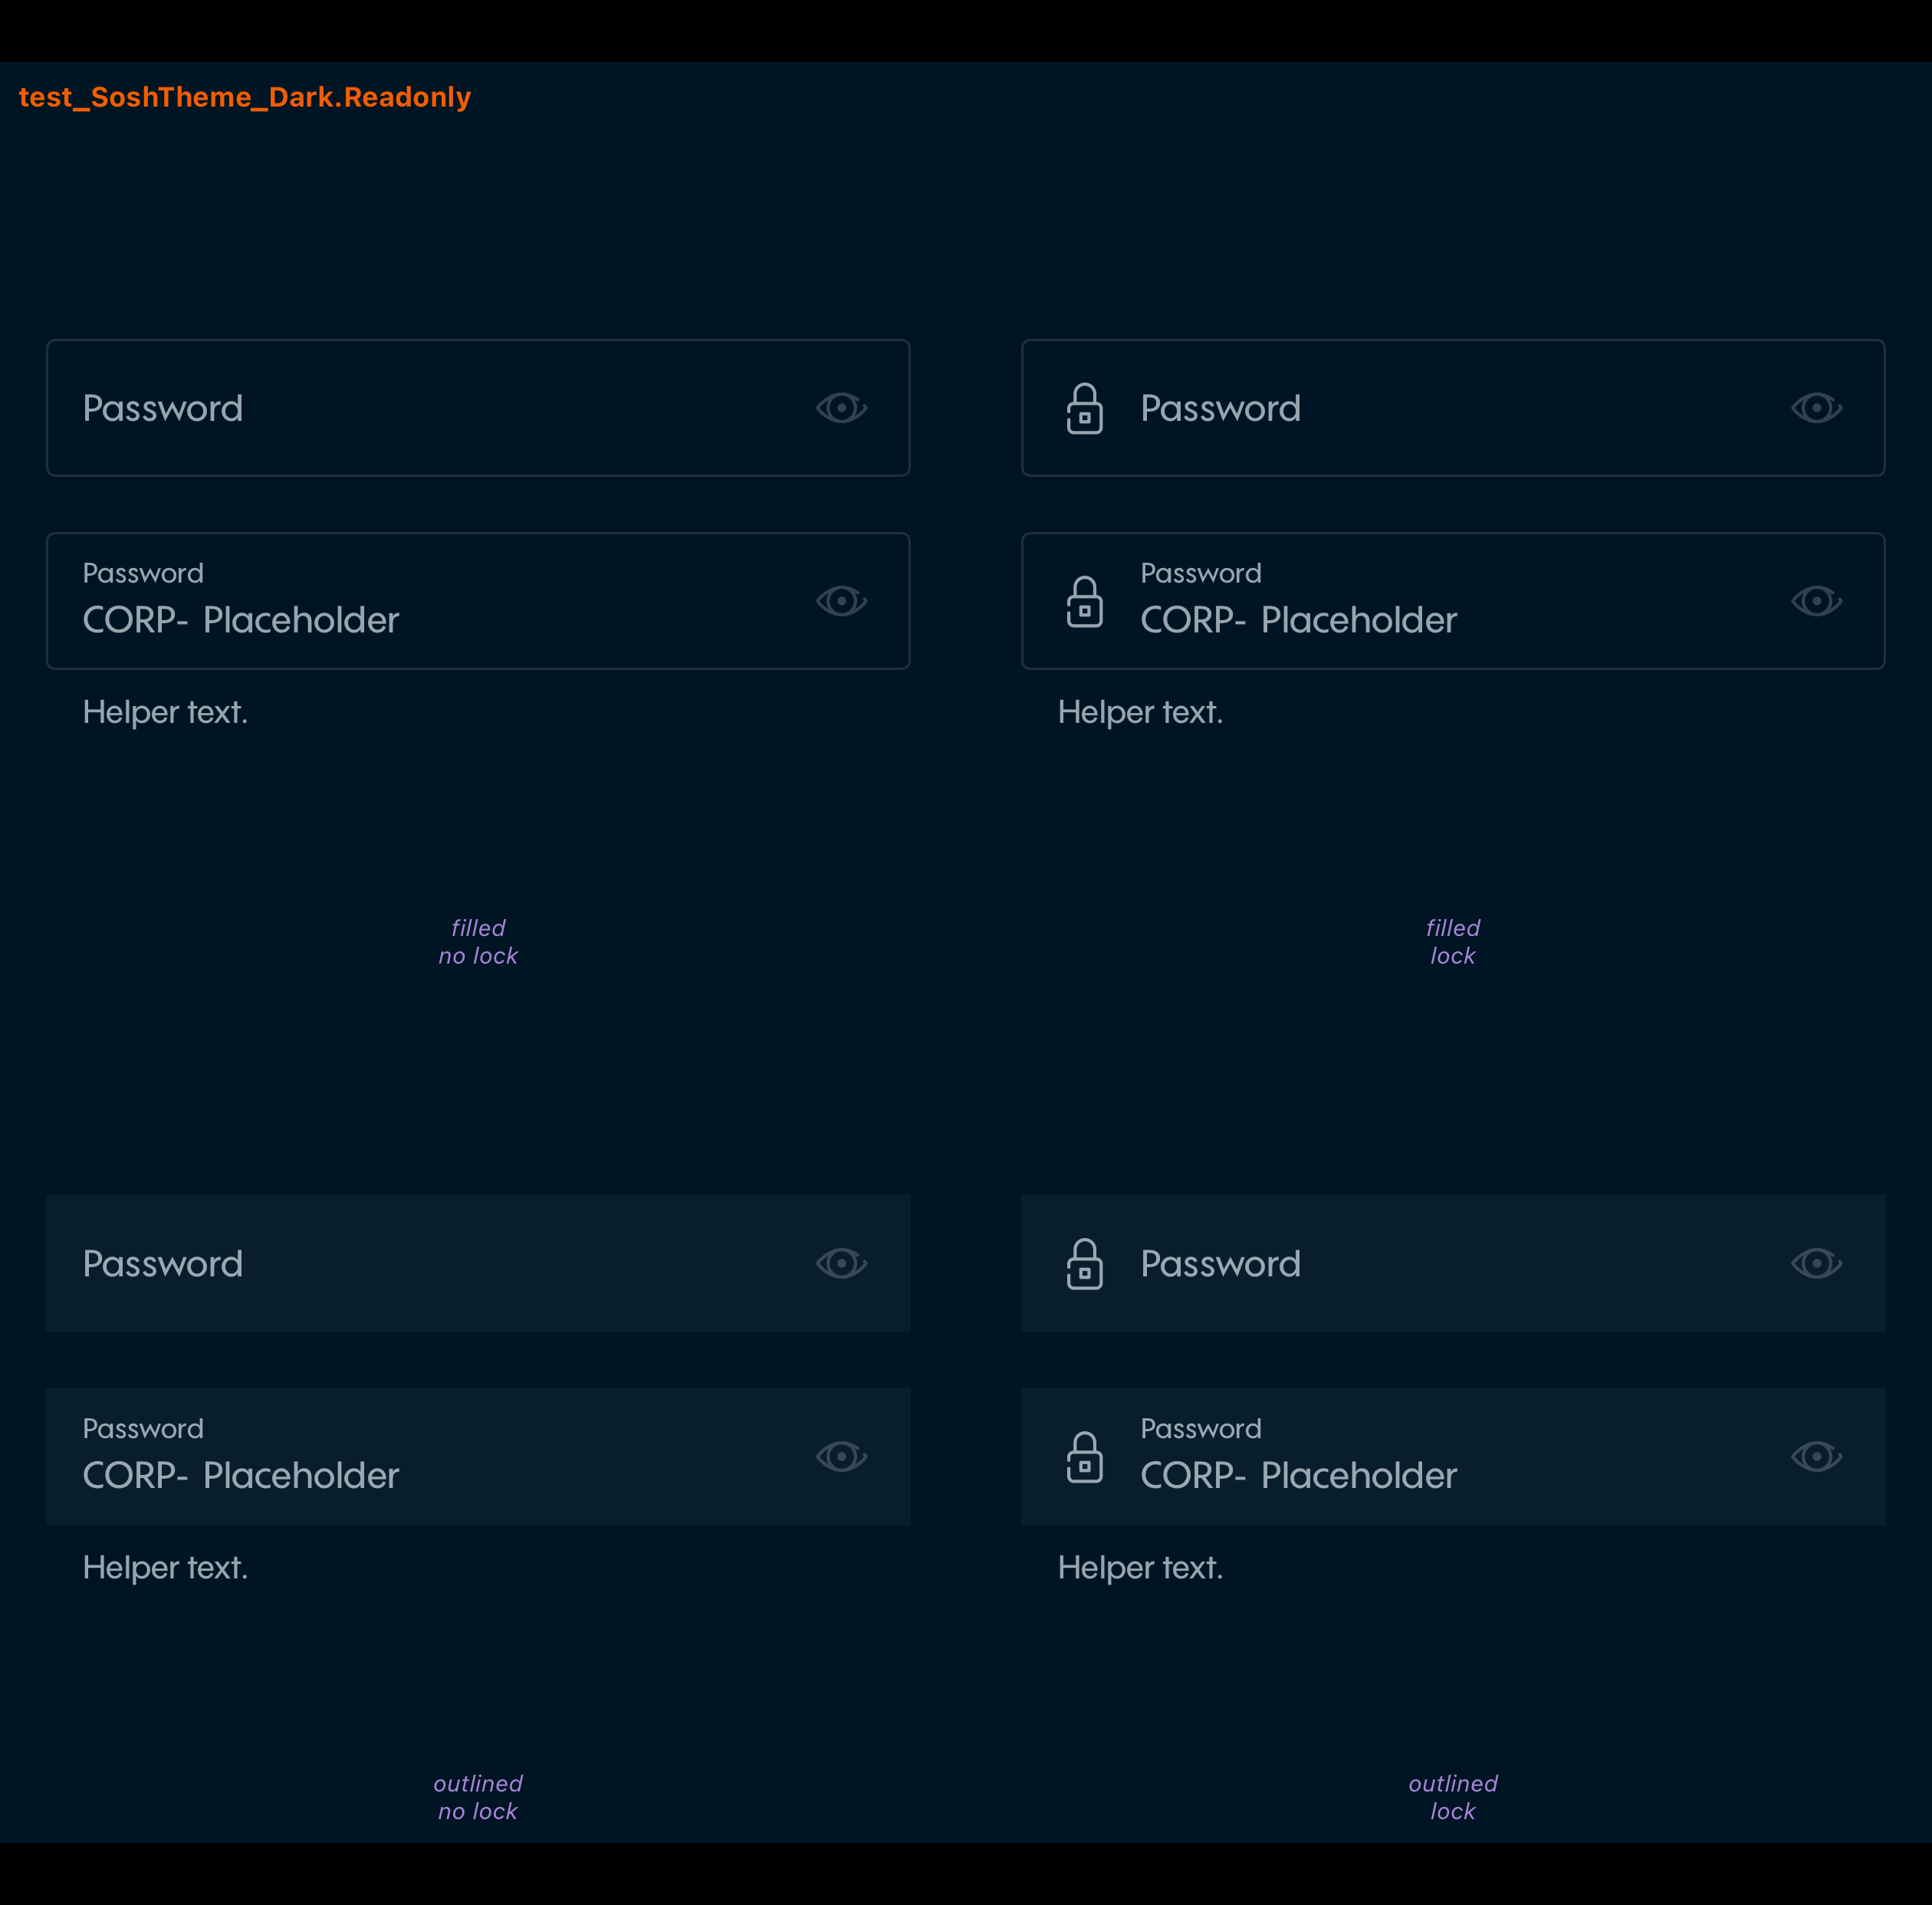 test_SoshTheme_Dark.Readonly
Password
Password
Password
CORP- Placeholder
Helper text.
Password
CORP- Placeholder
Helper text.
filled
no lock
filled
lock
Password
Password
Password
CORP- Placeholder
Helper text.
Password
CORP- Placeholder
Helper text.
outlined
no lock
outlined
lock